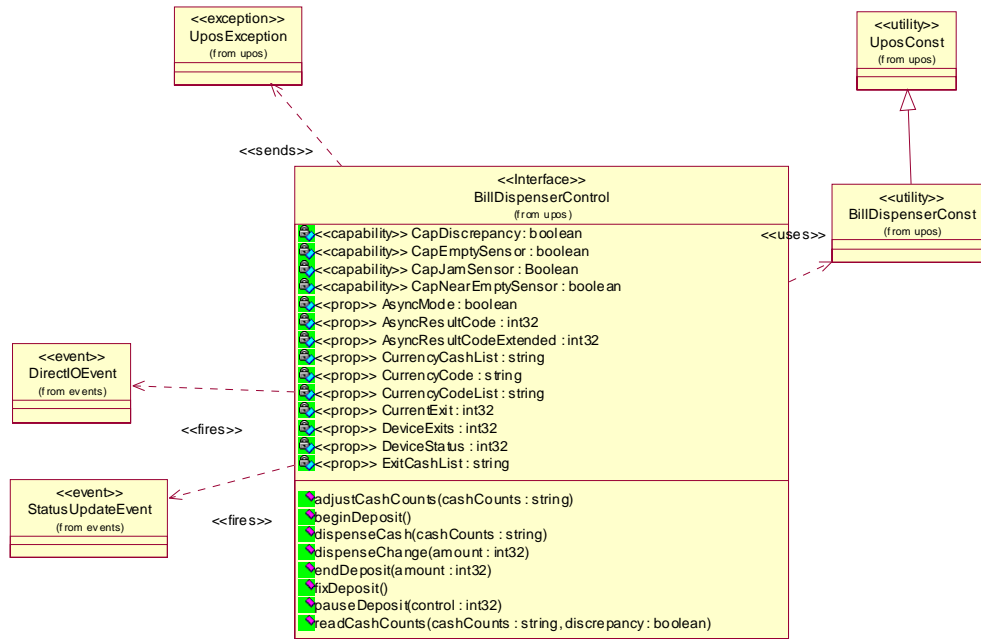 <<exception>>
UposException
(from upos)
<<utility>>
UposConst
(from upos)
<<sends>>
<<Interface>>
BillDispenserControl
(from upos)
<<capability>> CapDiscrepancy : boolean
<<capability>> CapEmptySensor : boolean
<<capability>> CapJamSensor : Boolean
<<capability>> CapNearEmptySensor : boolean
<<prop>> AsyncMode : boolean
<<prop>> AsyncResultCode : int32
<<prop>> AsyncResultCodeExtended : int32
<<prop>> CurrencyCashList : string
<<prop>> CurrencyCode : string
<<prop>> CurrencyCodeList : string
<<prop>> CurrentExit : int32
<<prop>> DeviceExits : int32
<<prop>> DeviceStatus : int32
<<prop>> ExitCashList : string
adjustCashCounts(cashCounts : string)
beginDeposit()
dispenseCash(cashCounts : string)
dispenseChange(amount : int32)
endDeposit(amount : int32)
fixDeposit()
pauseDeposit(control : int32)
readCashCounts(cashCounts : string, discrepancy : boolean)
<<uses>>
<<utility>>
BillDispenserConst
(from upos)
<<event>>
DirectIOEvent
(from events)
<<fires>>
<<event>>
StatusUpdateEvent
(from events)
<<fires>>